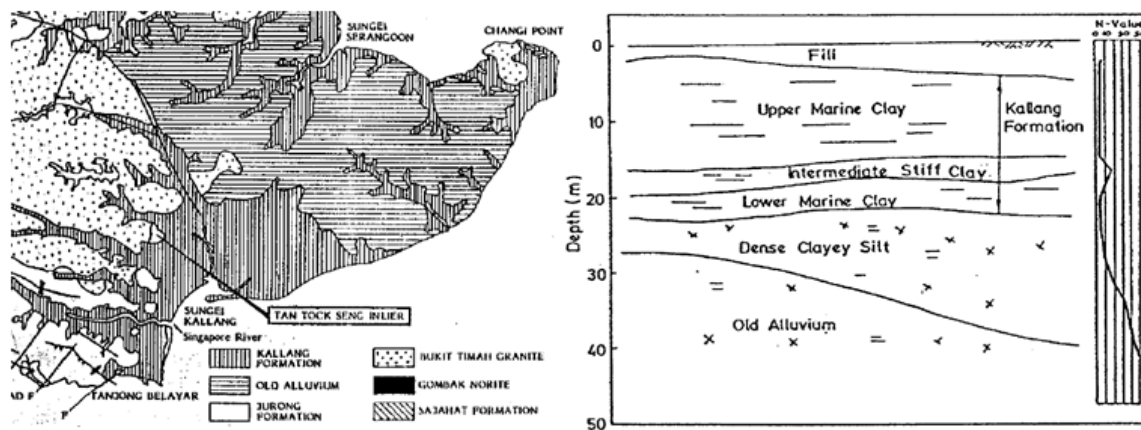 SUNGEI
SERANGOON
CHANGI POINT
SUNGEI
KALLANG
Singapore River
TAN TOCK SENG INLIER
TANJONG BELAYAR
KALLANG
FORMATION
OLD ALLUVIUM
JURONG
FORMATION
BUKIT TIMAH GRANITE
GOMBAK NORITE
SAJAHAT FORMATION
N-Value
Depth (m)
0
10
20
30
40
50
Fill
Upper Marine Clay
Kallang
Formation
Intermediate Stiff Clay
Lower Marine Clay
Dense Clayey Silt
Old Alluvium